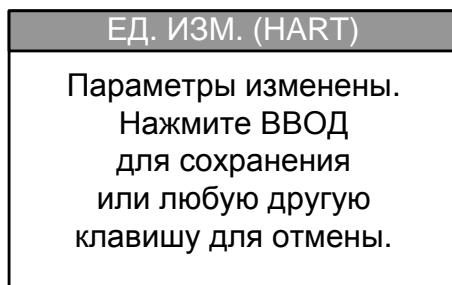 ЕД. ИЗМ. (HART)
Параметры изменены.
Нажмите ВВОД
для сохранения
или любую другую
клавишу для отмены.